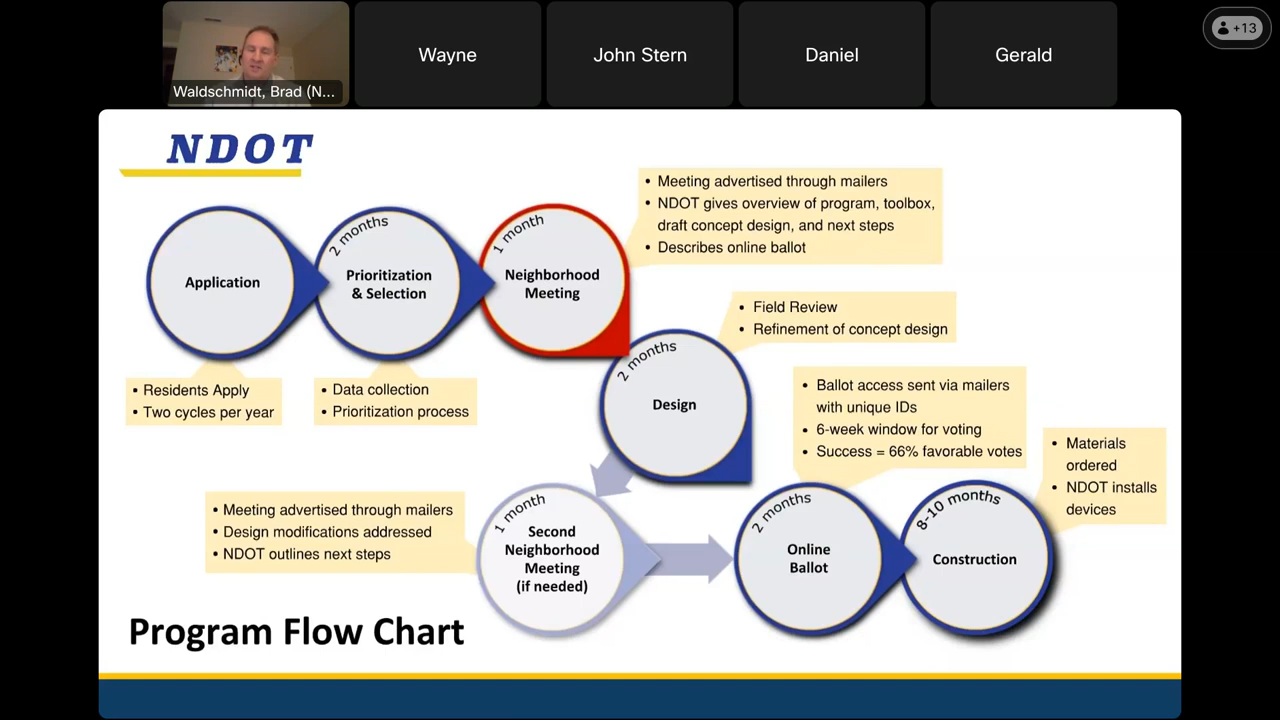 Waldschmidt, Brad (N...
Wayne
John Stern
Daniel
Gerald
+13
NDOT
Application
• Residents Apply
• Two cycles per year
2 months
Prioritization
& Selection
• Data collection
• Prioritization process
1 month
Neighborhood
Meeting
• Meeting advertised through mailers
• NDOT gives overview of program, toolbox,
draft concept design, and next steps
• Describes online ballot
2 months
Design
• Field Review
• Refinement of concept design
1 month
Second
Neighborhood
Meeting
(if needed)
• Meeting advertised through mailers
• Design modifications addressed
• NDOT outlines next steps
2 months
Online
Ballot
• Ballot access sent via mailers
with unique IDs
• 6-week window for voting
• Success = 66% favorable votes
8-10 months
Construction
• Materials
ordered
• NDOT installs
devices
Program Flow Chart